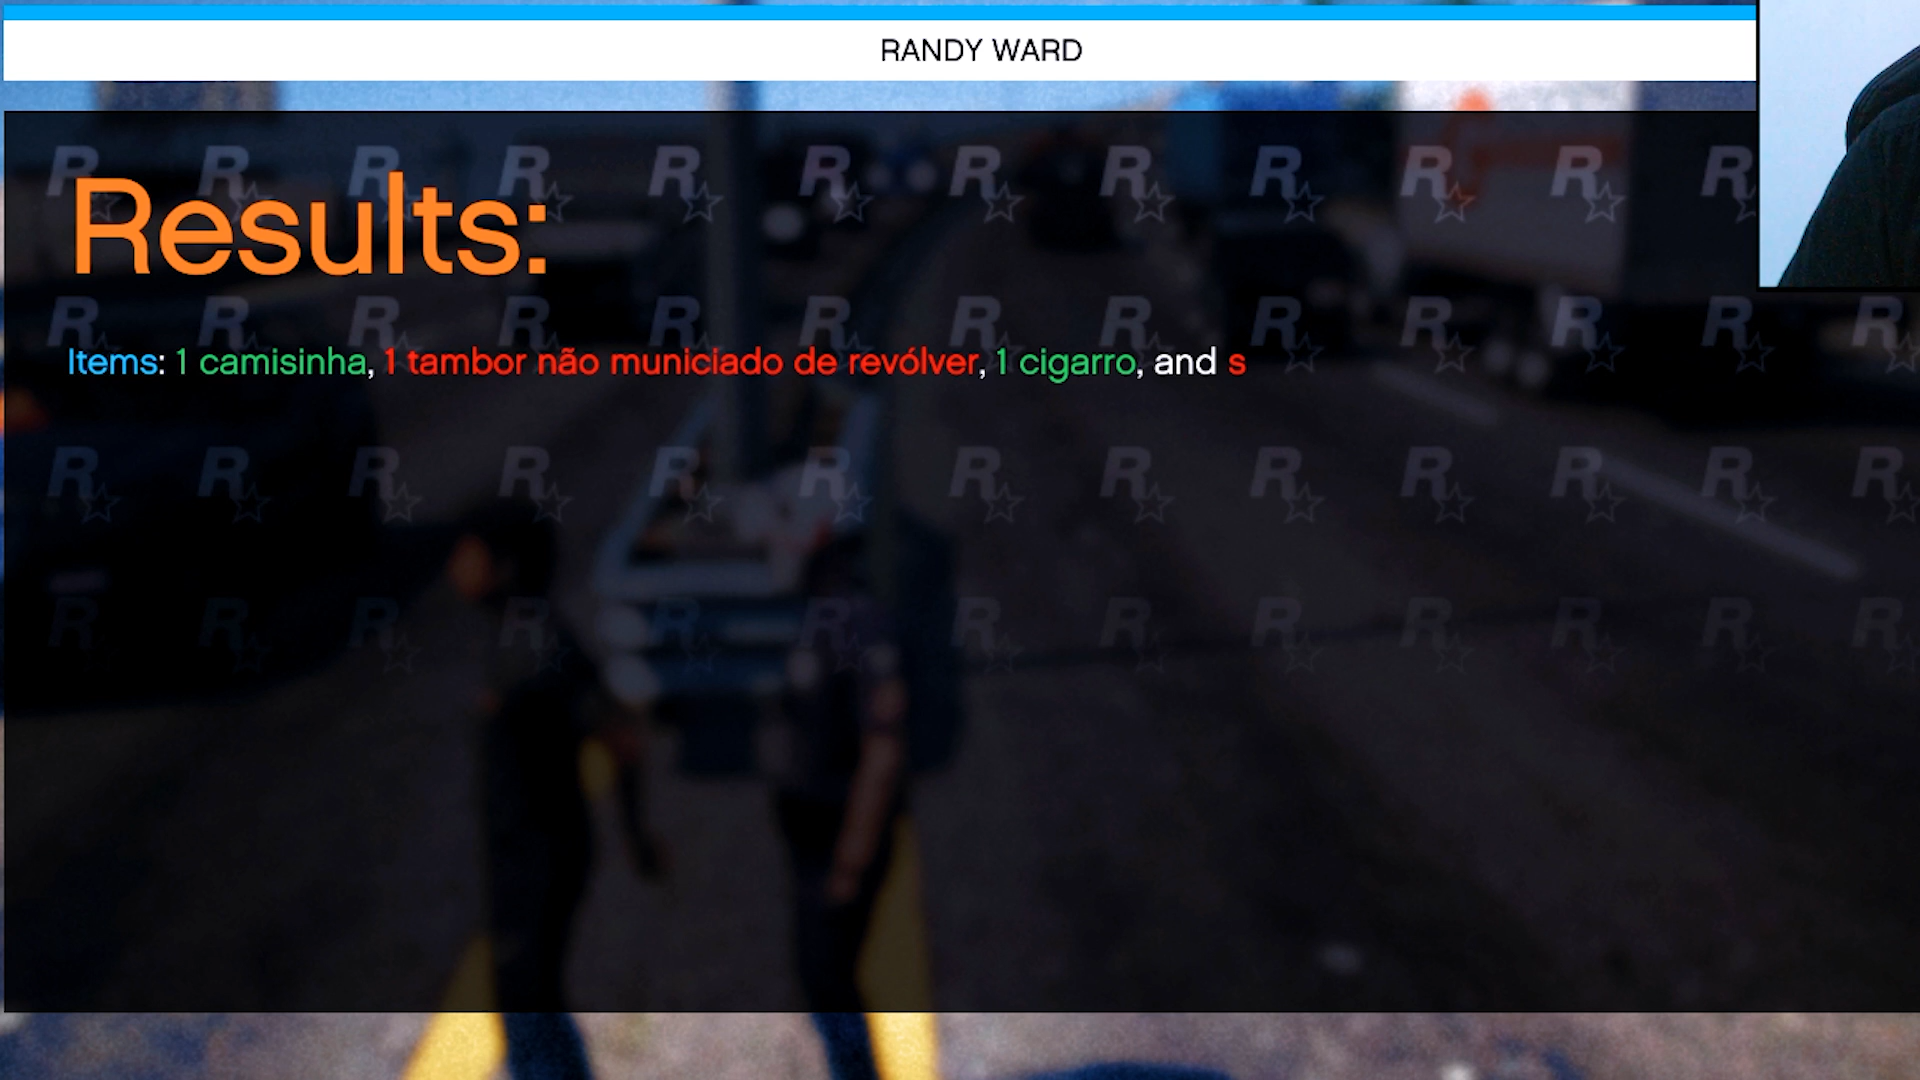 RANDY WARD
Results:
Items: 1 camisinha, 1 tambor não municiado de revólver, 1 cigarro, and s